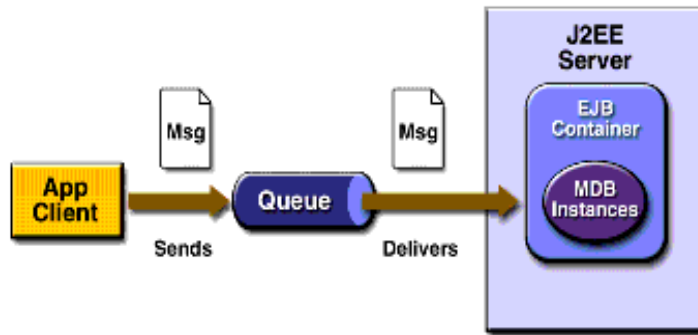 J2EE
Server
Msg
Msg
EJB
Container
App
Client
Queue
MDB
Instances
Sends
Delivers